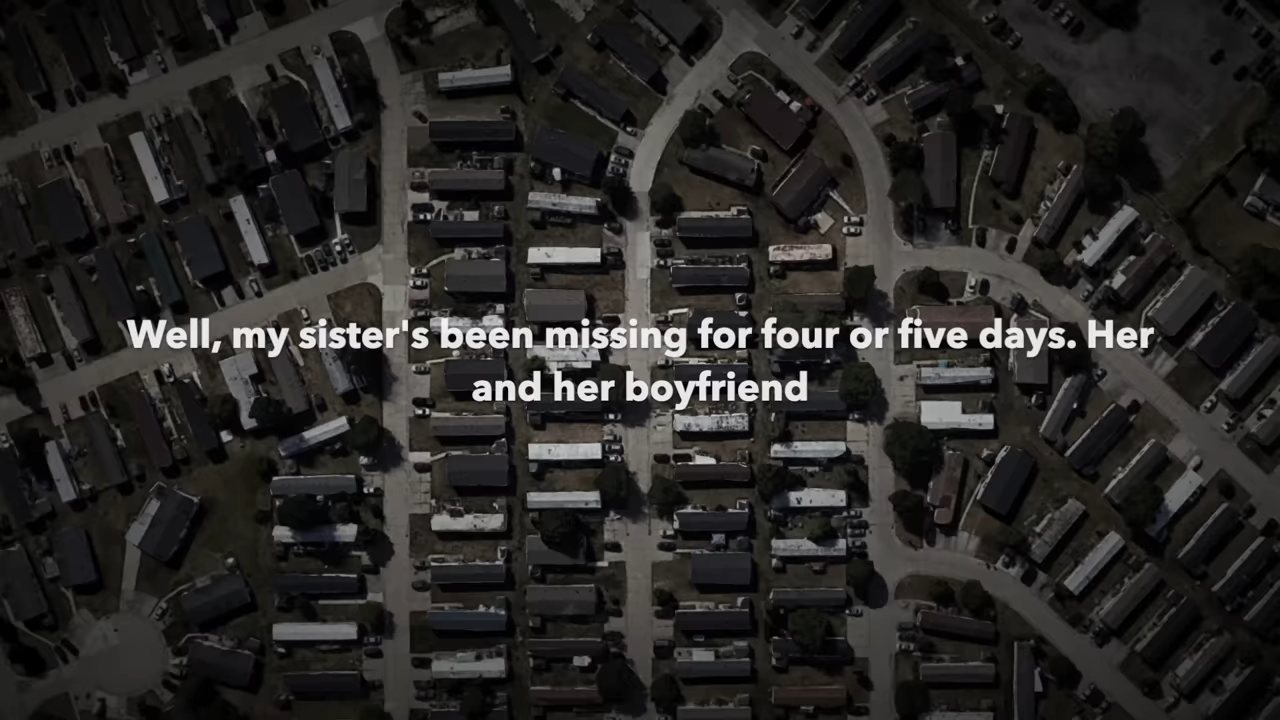 Well, my sister's been missing for four or five days. Her
and her boyfriend